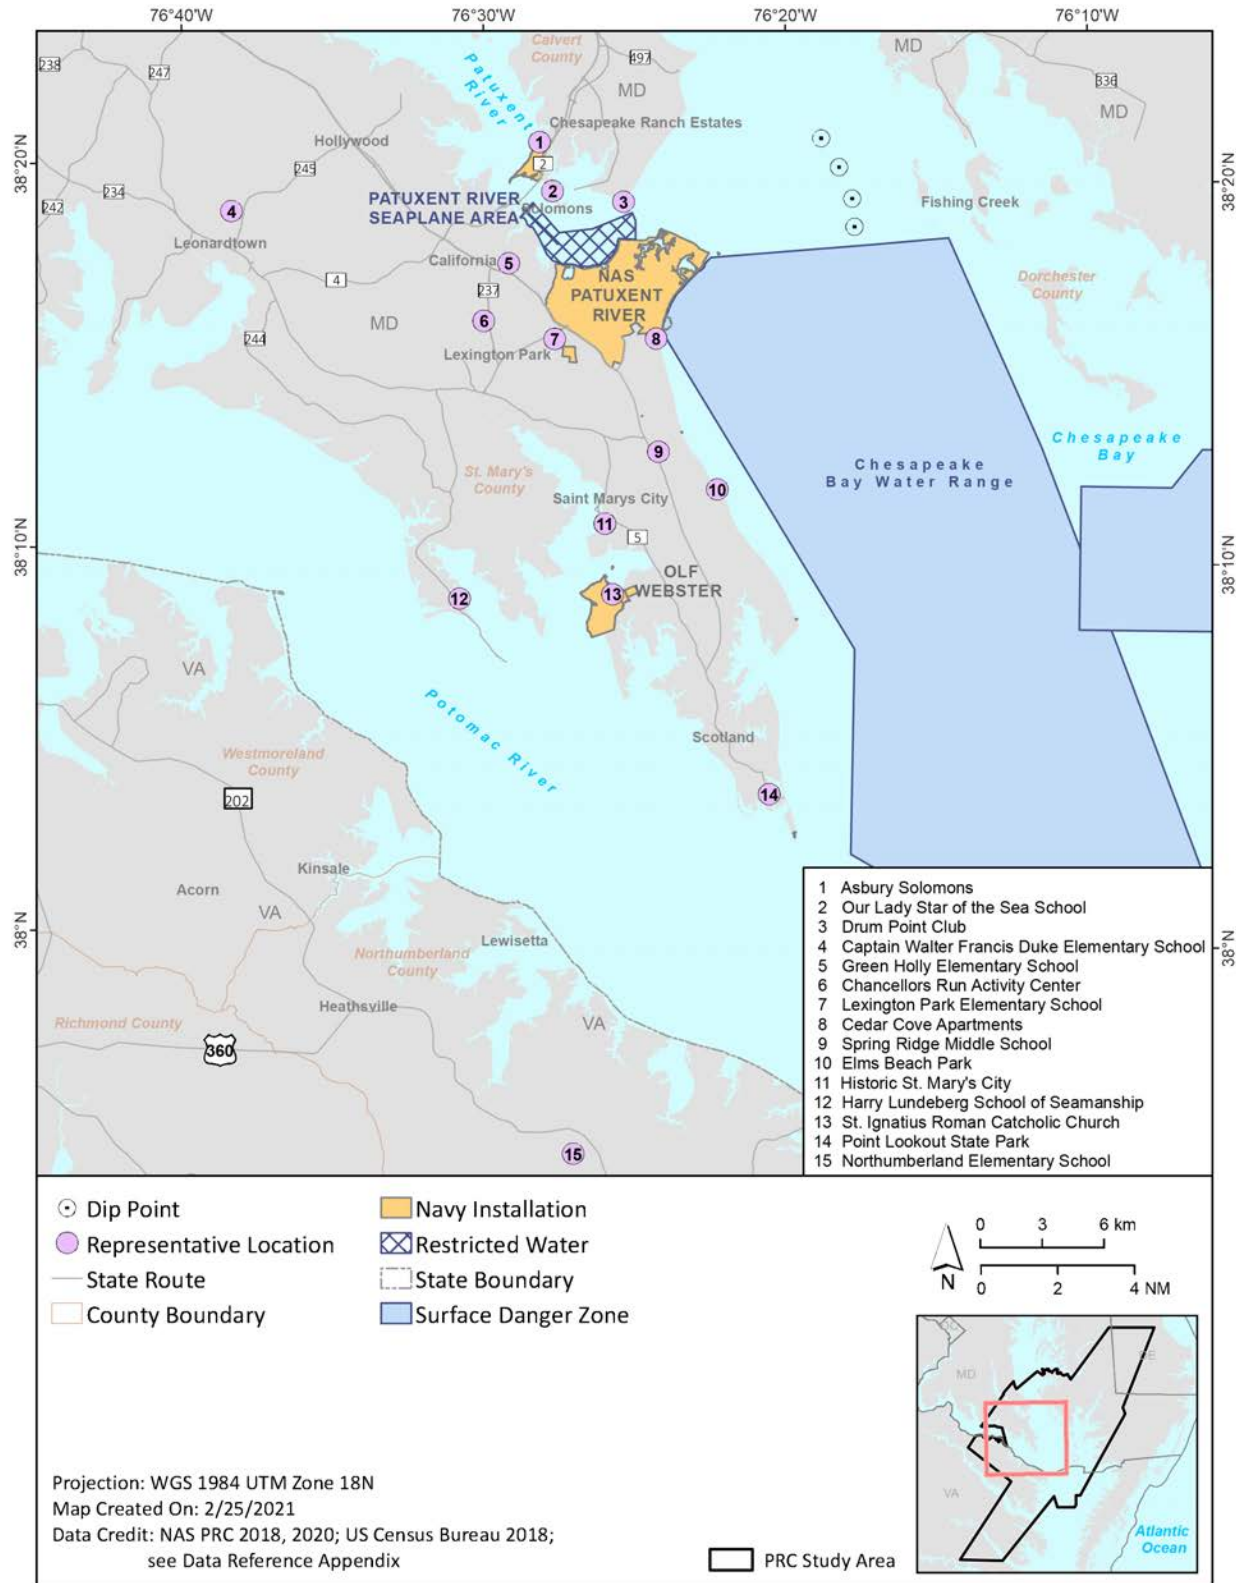 76°40'W
76°30'W
76°20'W
76°10'W
Calvert
County
MD
238
247
497
Patuxent
River
MD
336
MD
Chesapeake Ranch Estates
Hollywood
1
38°20'N
2
38°20'N
245
234
2
PATUXENT RIVER
SEAPLANE AREA
3
Fishing Creek
242
4
Solomons
Leonardtown
California
5
NAS
PATUXENT
RIVER
Dorchester
County
4
237
MD
6
244
7
8
Lexington Park
Chesapeake
Bay
9
Chesapeake
Bay Water Range
St. Mary's
County
10
Saint Marys City
11
5
38°10'N
38°10'N
OLF
WEBSTER
12
13
VA
Potomac River
Scotland
Westmoreland
County
14
202
Kinsale
Acorn
VA
38°N
38°N
Lewisetta
Northumberland
County
Heathsville
Richmond County
VA
360
15
1 Asbury Solomons
2 Our Lady Star of the Sea School
3 Drum Point Club
4 Captain Walter Francis Duke Elementary School
5 Green Holly Elementary School
6 Chancellors Run Activity Center
7 Lexington Park Elementary School
8 Cedar Cove Apartments
9 Spring Ridge Middle School
10 Elms Beach Park
11 Historic St. Mary's City
12 Harry Lundeberg School of Seamanship
13 St. Ignatius Roman Catcholic Church
14 Point Lookout State Park
15 Northumberland Elementary School
Dip Point
Representative Location
State Route
County Boundary
Navy Installation
Restricted Water
State Boundary
Surface Danger Zone
N
0 3 6 km
0 2 4 NM
DC
MD
DE
VA
Atlantic
Ocean
Projection: WGS 1984 UTM Zone 18N
Map Created On: 2/25/2021
Data Credit: NAS PRC 2018, 2020; US Census Bureau 2018;
see Data Reference Appendix
PRC Study Area